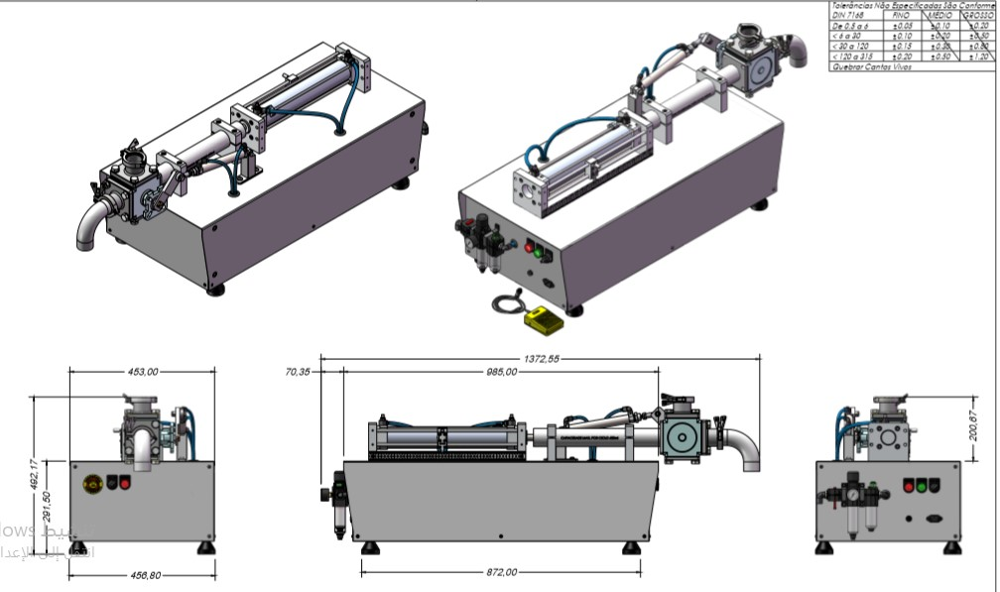 Tolerâncias Não Especificadas São Conforme
DIN 7168 FINO MÉDIO GROSSO
De 0,5 a 6 ±0,05 ±0,10 ±0,20
< 6 a 30 ±0,10 ±0,20 ±0,50
< 30 a 120 ±0,15 ±0,30 ±0,80
< 120 a 315 ±0,20 ±0,50 ±1,20
Quebrar Cantos Vivos
1372,55
453,00
70,35
985,00
492,17
291,50
200,67
456,80
872,00